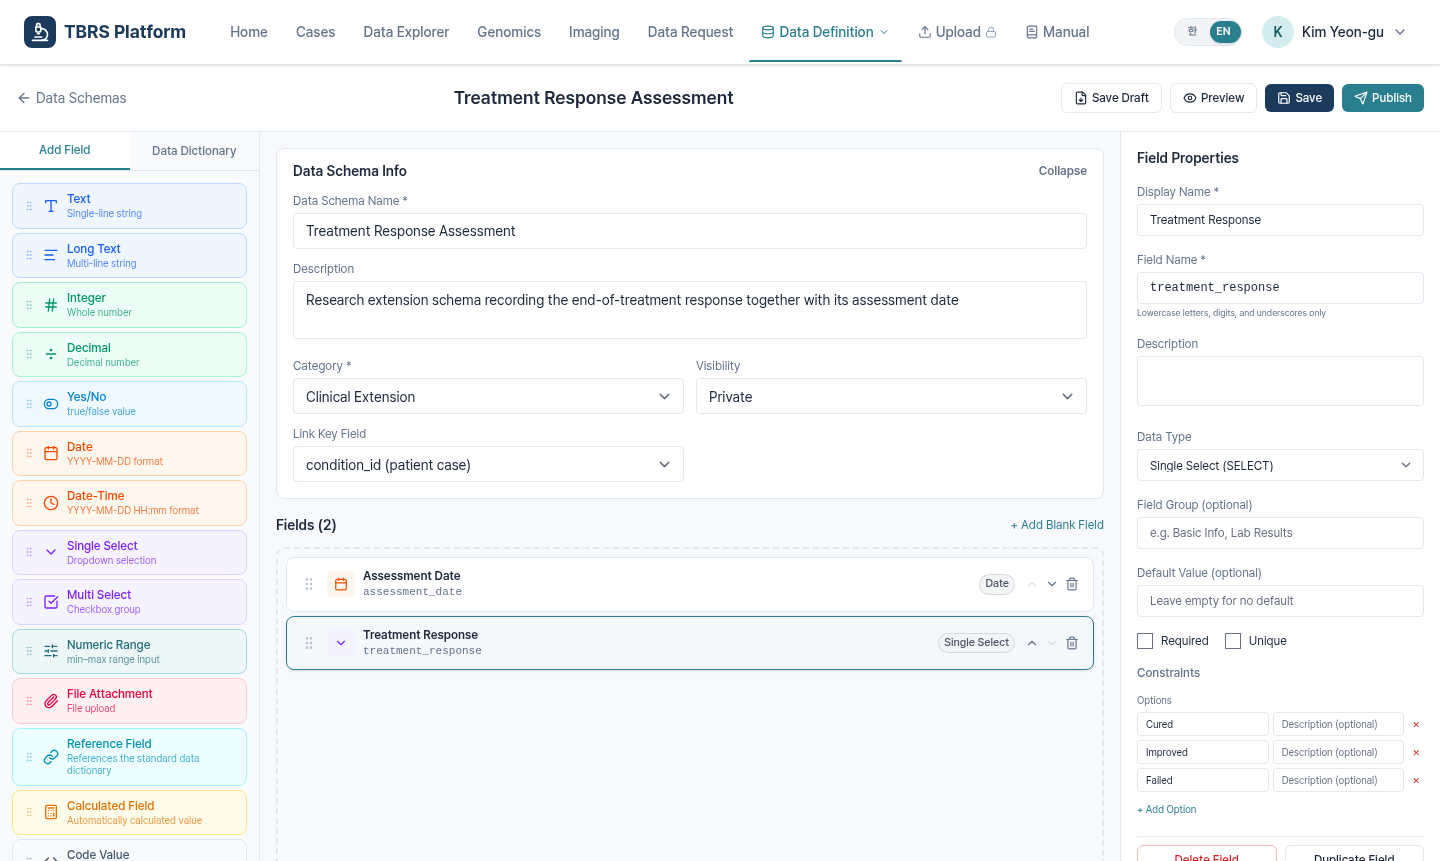 TBRS Platform
Home
Cases
Data Explorer
Genomics
Imaging
Data Request
Data Definition
Upload
Manual
한
EN
K
Kim Yeon-gu
Data Schemas
Treatment Response Assessment
Save Draft
Preview
Save
Publish
Add Field
Data Dictionary
Text
Single-line string
Long Text
Multi-line string
Integer
Whole number
Decimal
Decimal number
Yes/No
true/false value
Date
YYYY-MM-DD format
Date-Time
YYYY-MM-DD HH:mm format
Single Select
Dropdown selection
Multi Select
Checkbox group
Numeric Range
min–max range input
File Attachment
File upload
Reference Field
References the standard data
dictionary
Calculated Field
Automatically calculated value
Code Value
Data Schema Info
Collapse
Data Schema Name *
Treatment Response Assessment
Description
Research extension schema recording the end-of-treatment response together with its assessment date
Category *
Visibility
Clinical Extension
Private
Link Key Field
condition_id (patient case)
Fields (2)
+ Add Blank Field
Assessment Date
assessment_date
Date
Treatment Response
treatment_response
Single Select
Field Properties
Display Name *
Treatment Response
Field Name *
treatment_response
Lowercase letters, digits, and underscores only
Description
Data Type
Single Select (SELECT)
Field Group (optional)
e.g. Basic Info, Lab Results
Default Value (optional)
Leave empty for no default
Required
Unique
Constraints
Options
Cured
Description (optional)
×
Improved
Description (optional)
×
Failed
Description (optional)
×
+ Add Option
Delete Field
Duplicate Field